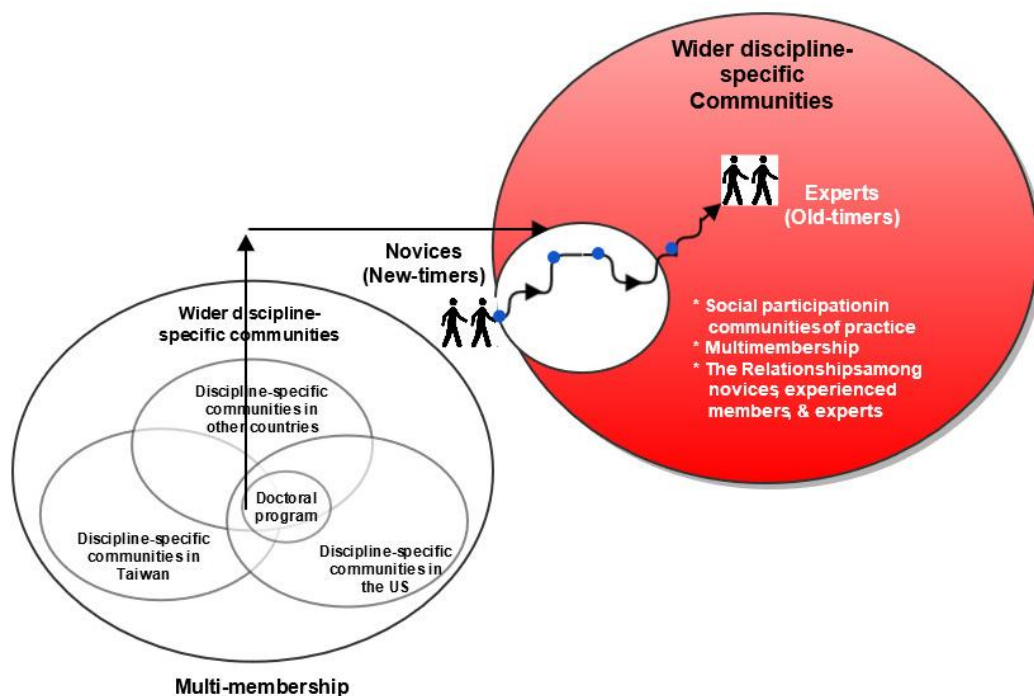 Wider discipline-
specific
Communities
Experts
(Old-timers)
Novices
(New-timers)
* Social participationin
communities of practice
* Multimembership
* The Relationshipsamong
novices, experienced
members, & experts
Wider discipline-
specific communities
Discipline-specific
communities in
other countries
Doctoral
program
Discipline-specific
communities in
Taiwan
Discipline-specific
communities in
the US
Multi-membership